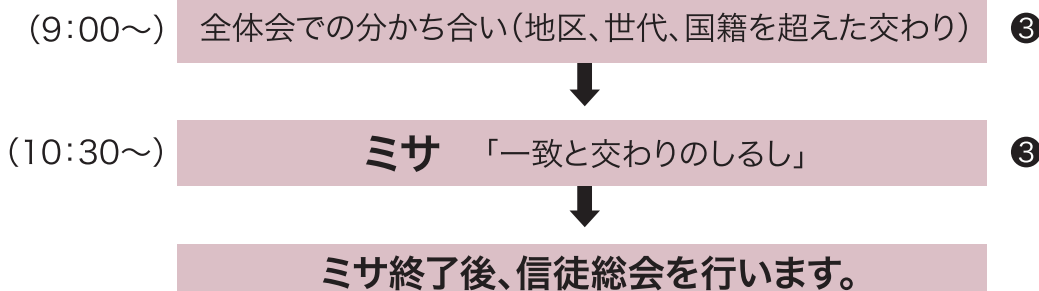 (9:00〜) 全体会での分かち合い(地区、世代、国籍を超えた交わり) ❸
(10:30〜) ミサ 「一致と交わりのしるし」 ❸
ミサ終了後、信徒総会を行います。